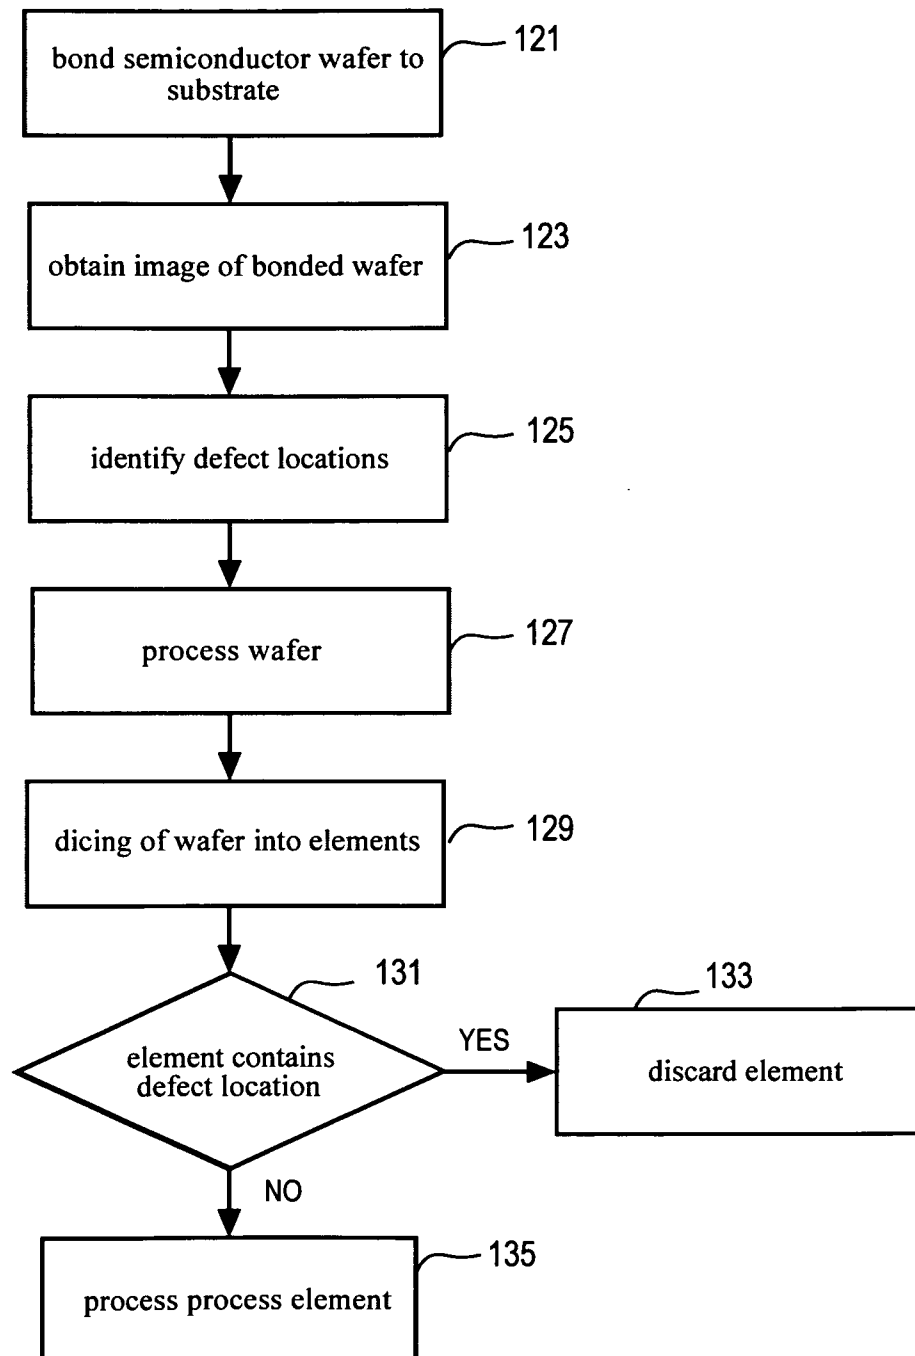 bond semiconductor wafer to
substrate
121
obtain image of bonded wafer
123
identify defect locations
125
process wafer
127
dicing of wafer into elements
129
131
element contains
defect location
YES
133
discard element
NO
135
process process element